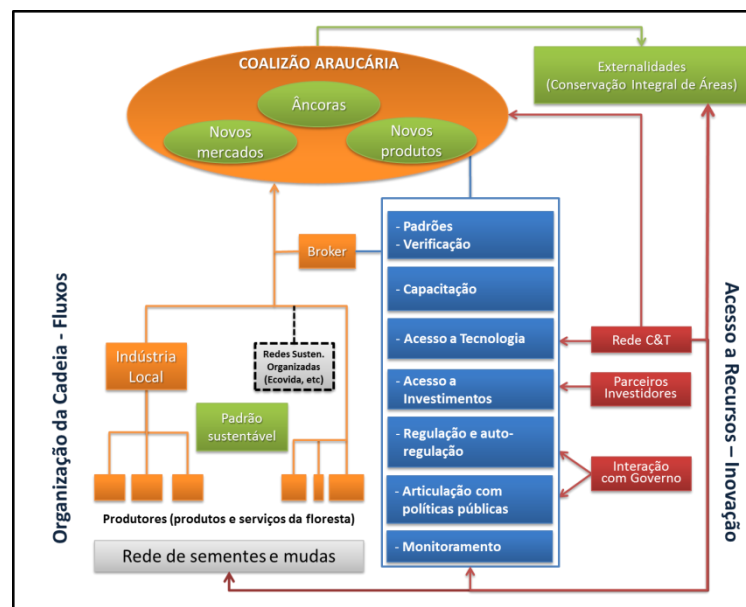 COALIZÃO ARAUCÁRIA
Âncoras
Novos
mercados
Novos
produtos
Externalidades
(Conservação Integral de Áreas)
Organização da Cadeia - Fluxos
Broker
Indústria
Local
Redes Susten.
Organizadas
(Ecovida, etc)
Padrão
sustentável
Produtores (produtos e serviços da floresta)
Rede de sementes e mudas
- Padrões
- Verificação
- Capacitação
- Acesso a Tecnologia
- Acesso a
Investimentos
- Regulação e auto-
regulação
- Articulação com
políticas públicas
- Monitoramento
Rede C&T
Parceiros
Investidores
Interação
com Governo
Acesso a Recursos – Inovação